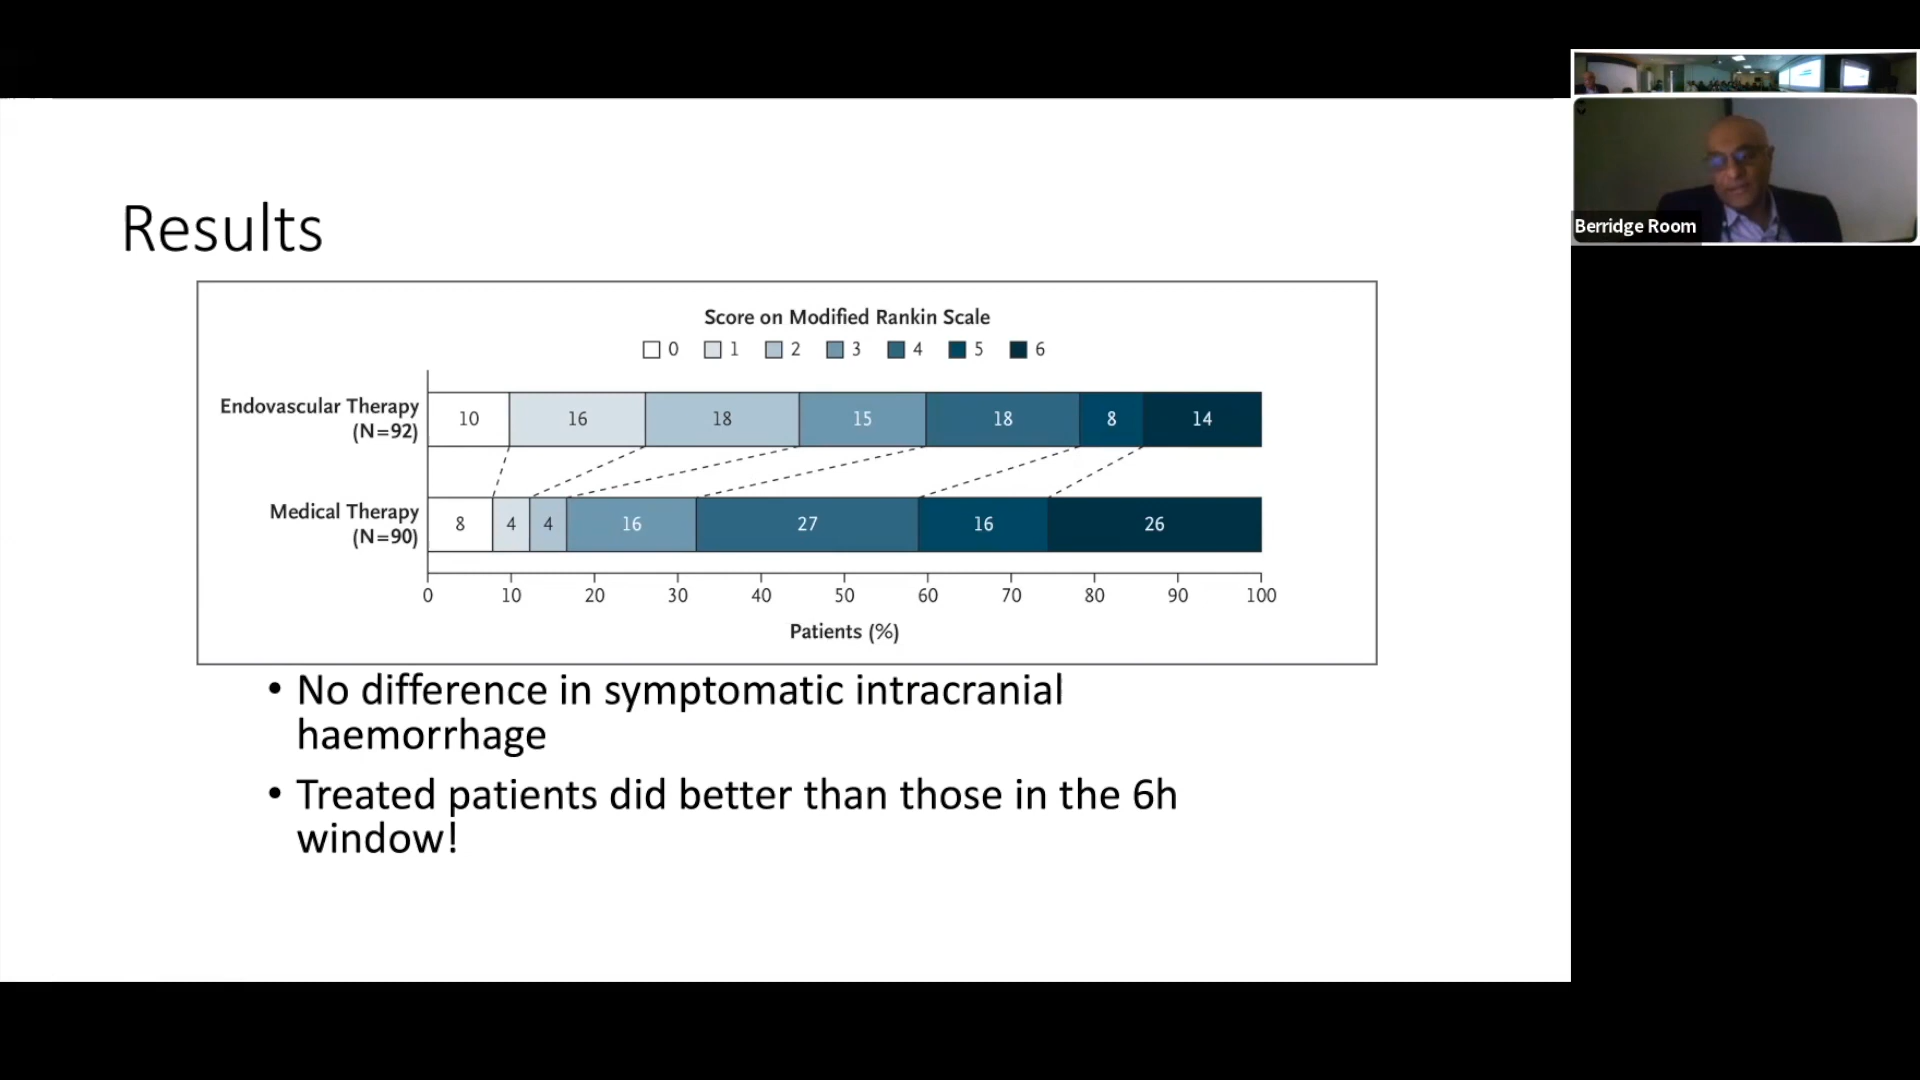 Results
Score on Modified Rankin Scale
0 1 2 3 4 5 6
Endovascular Therapy
(N=92)
10 16 18 15 18 8 14
Medical Therapy
(N=90)
8 4 4 16 27 16 26
0 10 20 30 40 50 60 70 80 90 100
Patients (%)
• No difference in symptomatic intracranial
haemorrhage
• Treated patients did better than those in the 6h
window!
Berridge Room